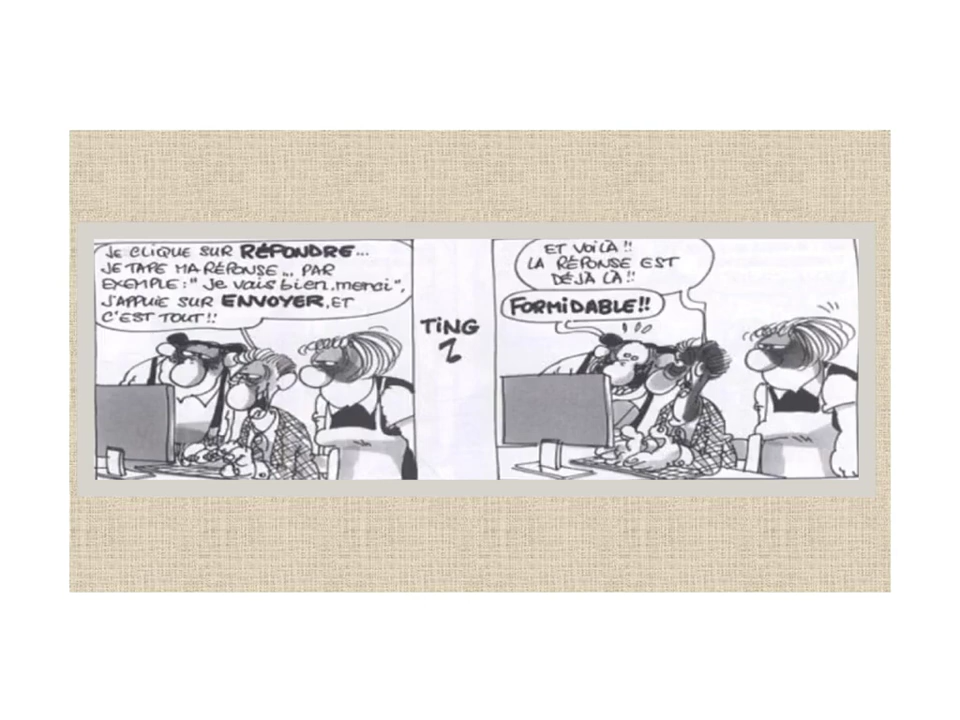 JE CLIQUE SUR RÉPONDRE...
JE TAPE MA RÉPONSE... PAR
EXEMPLE : "Je vais bien, merci",
J'APPUIE SUR ENVOYER, ET
C'EST TOUT !!
TiNG
ET VOiLÀ !!
LA RÉPONSE EST
DÉJÀ LÀ !!
FORMiDABLE !!